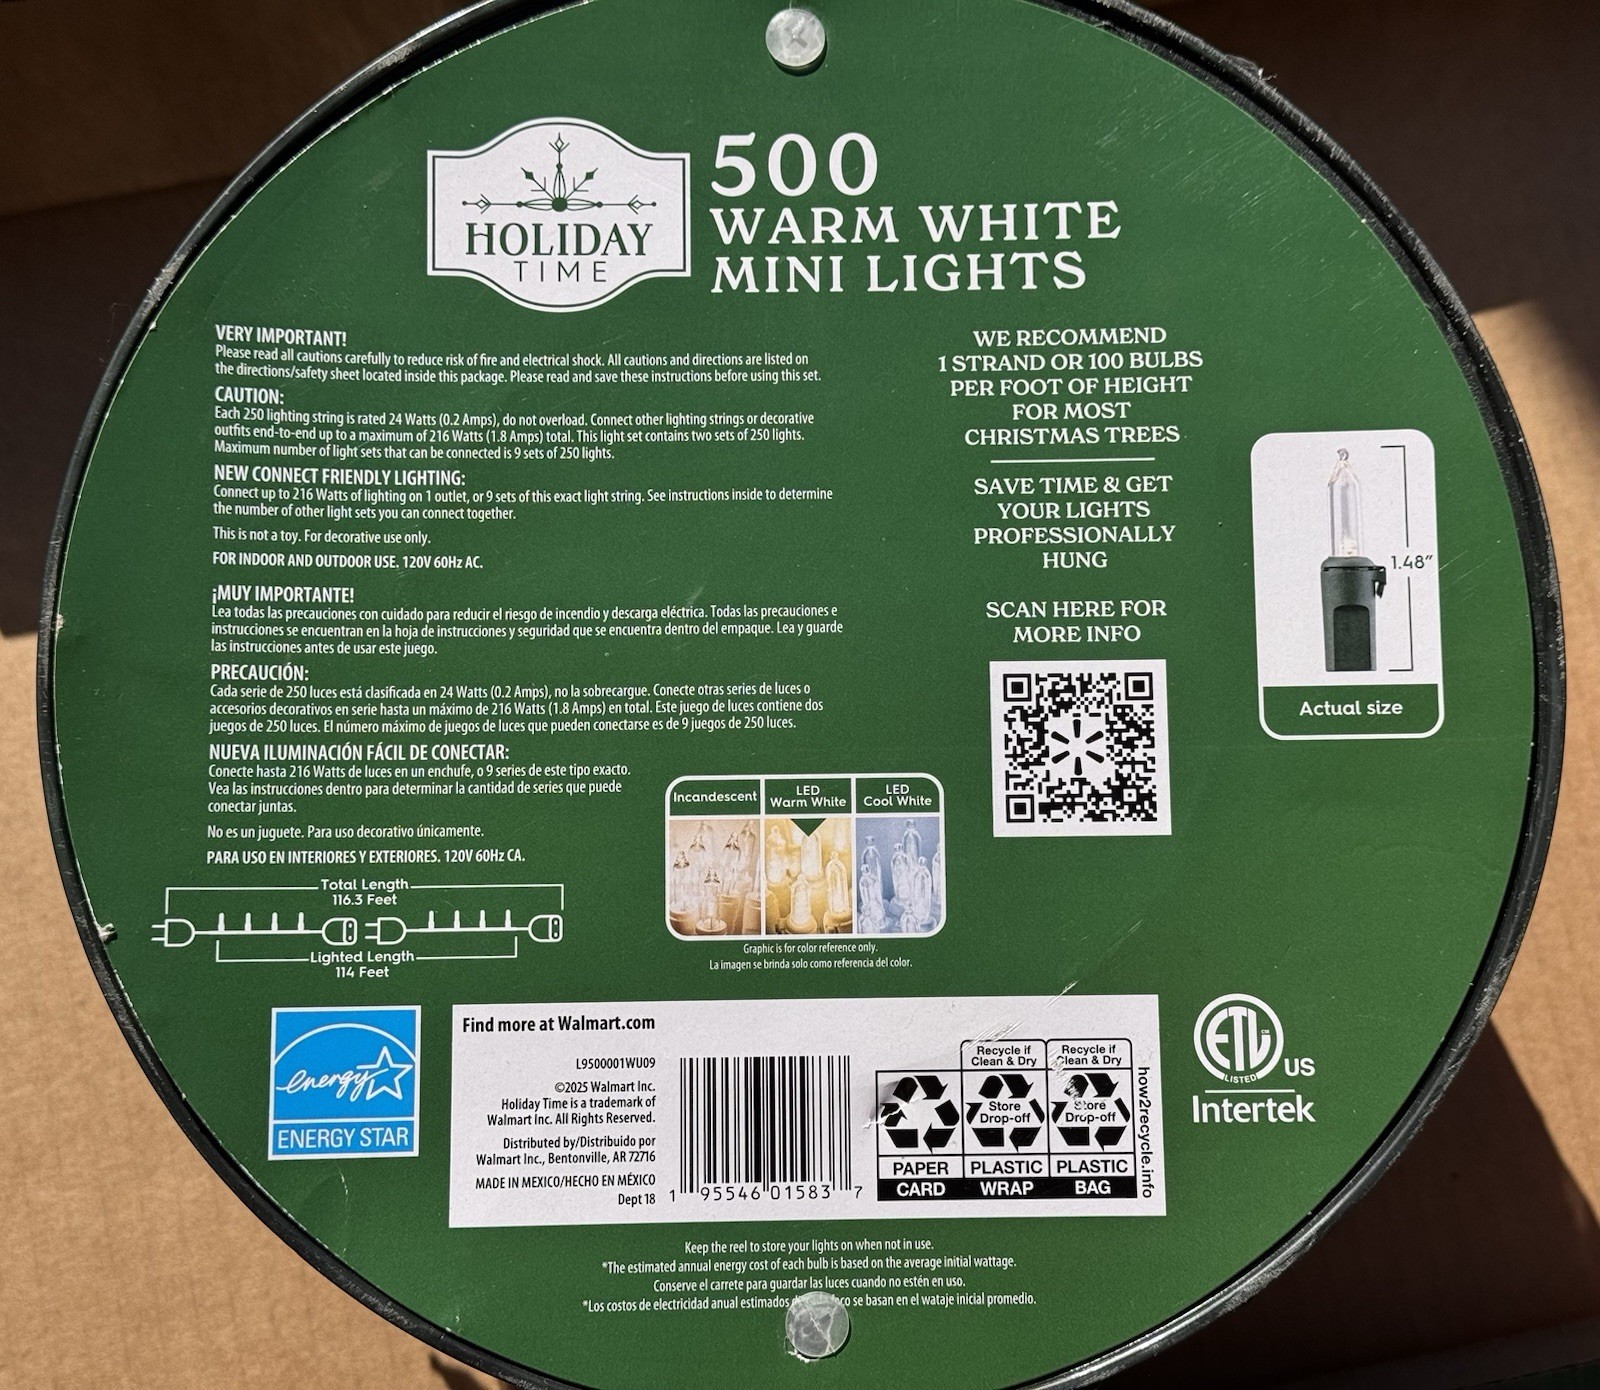 HOLIDAY
TIME
500
WARM WHITE
MINI LIGHTS
VERY IMPORTANT!
Please read all cautions carefully to reduce risk of fire and electrical shock. All cautions and directions are listed on
the directions/safety sheet located inside this package. Please read and save these instructions before using this set.
CAUTION:
Each 250 lighting string is rated 24 Watts (0.2 Amps), do not overload. Connect other lighting strings or decorative
outfits end-to-end up to a maximum of 216 Watts (1.8 Amps) total. This light set contains two sets of 250 lights.
Maximum number of light sets that can be connected is 9 sets of 250 lights.
NEW CONNECT FRIENDLY LIGHTING:
Connect up to 216 Watts of lighting on 1 outlet, or 9 sets of this exact light string. See instructions inside to determine
the number of other light sets you can connect together.
This is not a toy. For decorative use only.
FOR INDOOR AND OUTDOOR USE. 120V 60Hz AC.
¡MUY IMPORTANTE!
Lea todas las precauciones con cuidado para reducir el riesgo de incendio y descarga eléctrica. Todas las precauciones e
instrucciones se encuentran en la hoja de instrucciones y seguridad que se encuentra dentro del empaque. Lea y guarde
las instrucciones antes de usar este juego.
PRECAUCIÓN:
Cada serie de 250 luces está clasificada en 24 Watts (0.2 Amps), no la sobrecargue. Conecte otras series de luces o
accesorios decorativos en serie hasta un máximo de 216 Watts (1.8 Amps) en total. Este juego de luces contiene dos
juegos de 250 luces. El número máximo de juegos de luces que pueden conectarse es de 9 juegos de 250 luces.
NUEVA ILUMINACIÓN FÁCIL DE CONECTAR:
Conecte hasta 216 Watts de luces en un enchufe, o 9 series de este tipo exacto.
Vea las instrucciones dentro para determinar la cantidad de series que puede
conectar juntas.
No es un juguete. Para uso decorativo únicamente.
PARA USO EN INTERIORES Y EXTERIORES. 120V 60Hz CA.
Total Length
116.3 Feet
Lighted Length
114 Feet
WE RECOMMEND
1 STRAND OR 100 BULBS
PER FOOT OF HEIGHT
FOR MOST
CHRISTMAS TREES
SAVE TIME & GET
YOUR LIGHTS
PROFESSIONALLY
HUNG
SCAN HERE FOR
MORE INFO
1.48"
Actual size
Incandescent
LED
Warm White
LED
Cool White
Graphic is for color reference only.
La imagen se brinda solo como referencia del color.
energy
ENERGY STAR
Find more at Walmart.com
L9500001WU09
©2025 Walmart Inc.
Holiday Time is a trademark of
Walmart Inc. All Rights Reserved.
Distributed by/Distribuido por
Walmart Inc., Bentonville, AR 72716
MADE IN MEXICO/HECHO EN MÉXICO
Dept 18
1 95546 01583 7
PAPER
CARD
Recycle if
Clean & Dry
Store
Drop-off
PLASTIC
WRAP
Recycle if
Clean & Dry
Store
Drop-off
PLASTIC
BAG
how2recycle.info
ETL
CM
LISTED
US
Intertek
Keep the reel to store your lights on when not in use.
*The estimated annual energy cost of each bulb is based on the average initial wattage.
Conserve el carrete para guardar las luces cuando no estén en uso.
*Los costos de electricidad anual estimados se basan en el wataje inicial promedio.